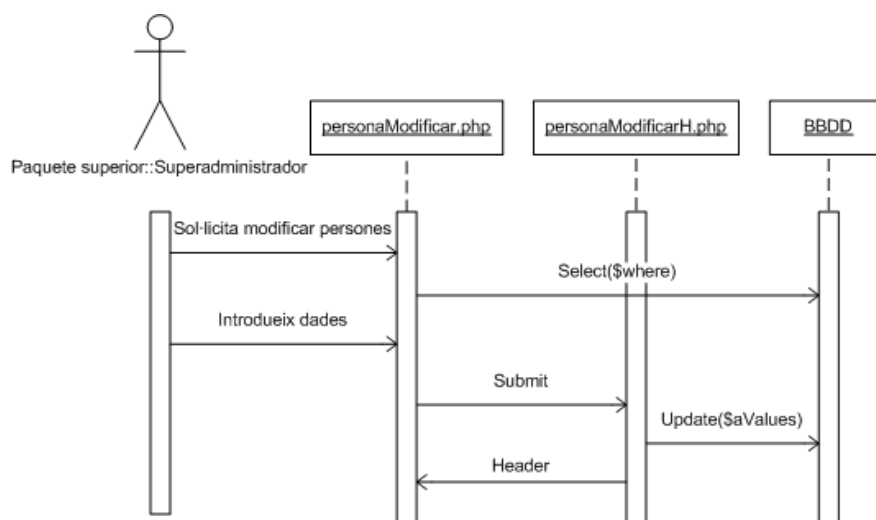 personaModificar.php
personaModificarH.php
BBDD
Paquete superior::Superadministrador
Sol·licita modificar persones
Select($where)
Introdueix dades
Submit
Update($aValues)
Header